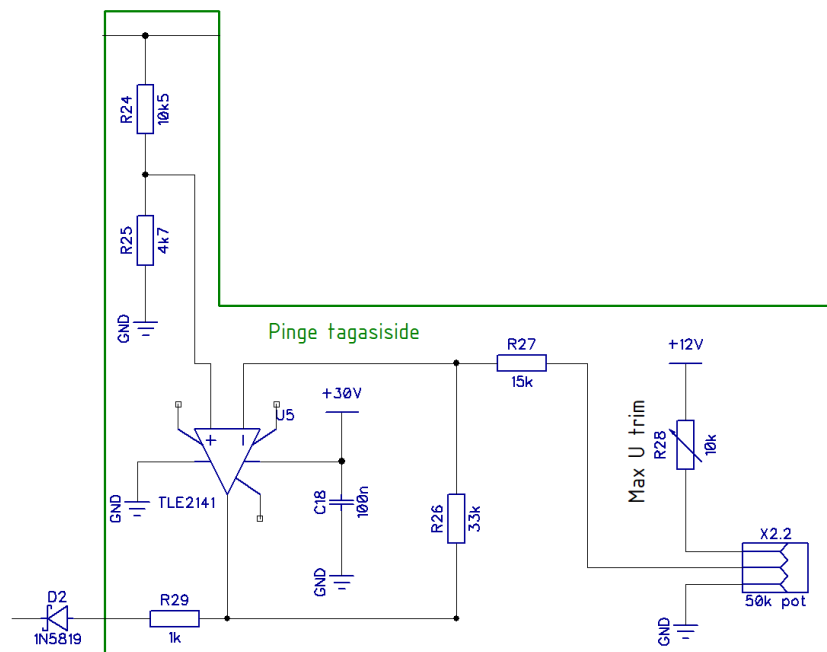 R24
10k5
R25
4k7
GND
Pinge tagasiside
R27
15k
+12V
+30V
U5
+
-
Max U trim
R28
10k
TLE2141
GND
C18
100n
R26
33k
X2.2
50k pot
GND
GND
D2
1N5819
R29
1k